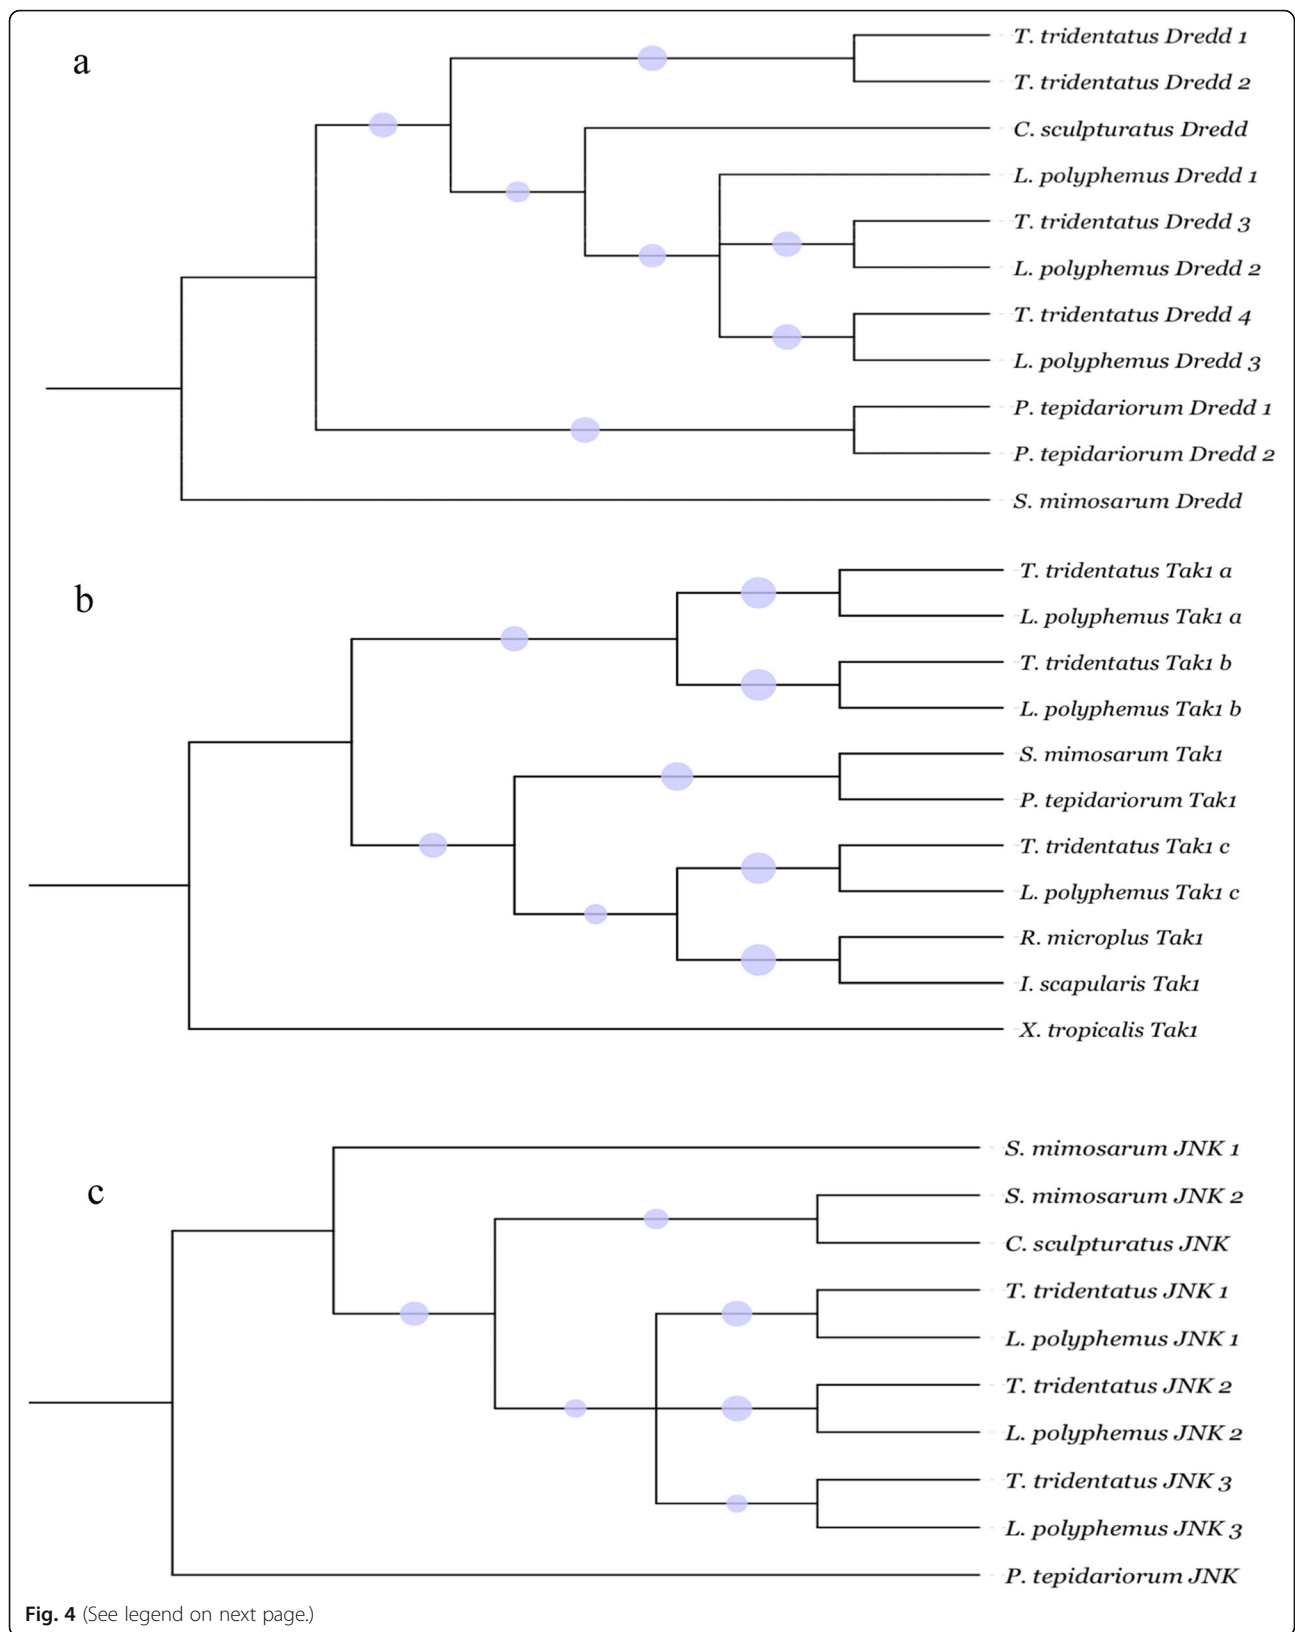 a
T. tridentatus Dredd 1
T. tridentatus Dredd 2
C. sculpturatus Dredd
L. polyphemus Dredd 1
T. tridentatus Dredd 3
L. polyphemus Dredd 2
T. tridentatus Dredd 4
L. polyphemus Dredd 3
P. tepidariorum Dredd 1
P. tepidariorum Dredd 2
S. mimosarum Dredd
b
T. tridentatus Tak1 a
L. polyphemus Tak1 a
T. tridentatus Tak1 b
L. polyphemus Tak1 b
S. mimosarum Tak1
P. tepidariorum Tak1
T. tridentatus Tak1 c
L. polyphemus Tak1 c
R. microplus Tak1
I. scapularis Tak1
X. tropicalis Tak1
c
S. mimosarum JNK 1
S. mimosarum JNK 2
C. sculpturatus JNK
T. tridentatus JNK 1
L. polyphemus JNK 1
T. tridentatus JNK 2
L. polyphemus JNK 2
T. tridentatus JNK 3
L. polyphemus JNK 3
P. tepidariorum JNK
Fig. 4 (See legend on next page.)